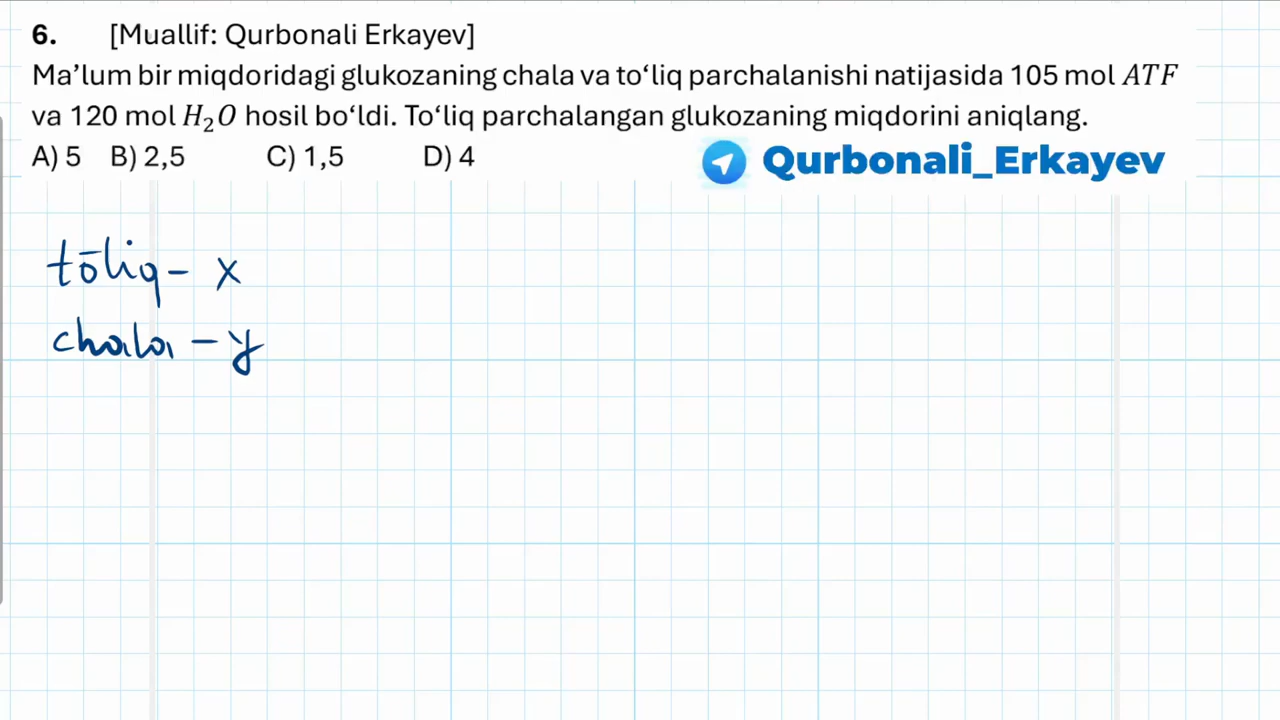 6. [Muallif: Qurbonali Erkayev]
Ma’lum bir miqdoridagi glukozaning chala va to‘liq parchalanishi natijasida 105 mol ATF
va 120 mol H₂O hosil bo‘ldi. To‘liq parchalangan glukozaning miqdorini aniqlang.
A) 5 B) 2,5 C) 1,5 D) 4
Qurbonali_Erkayev
tōliq - x
chala - y